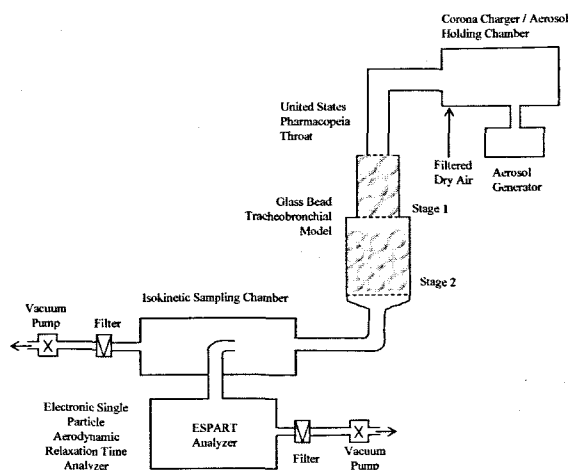 Corona Charger / Aerosol
Holding Chamber
United States
Pharmacopeia
Throat
Filtered
Dry Air
Aerosol
Generator
Glass Bead
Tracheobronchial
Model
Stage 1
Stage 2
Isokinetic Sampling Chamber
Vacuum
Pump
Filter
X
Electronic Single
Particle
Aerodynamic
Relaxation Time
Analyzer
ESPART
Analyzer
X
Filter
Vacuum
Pump